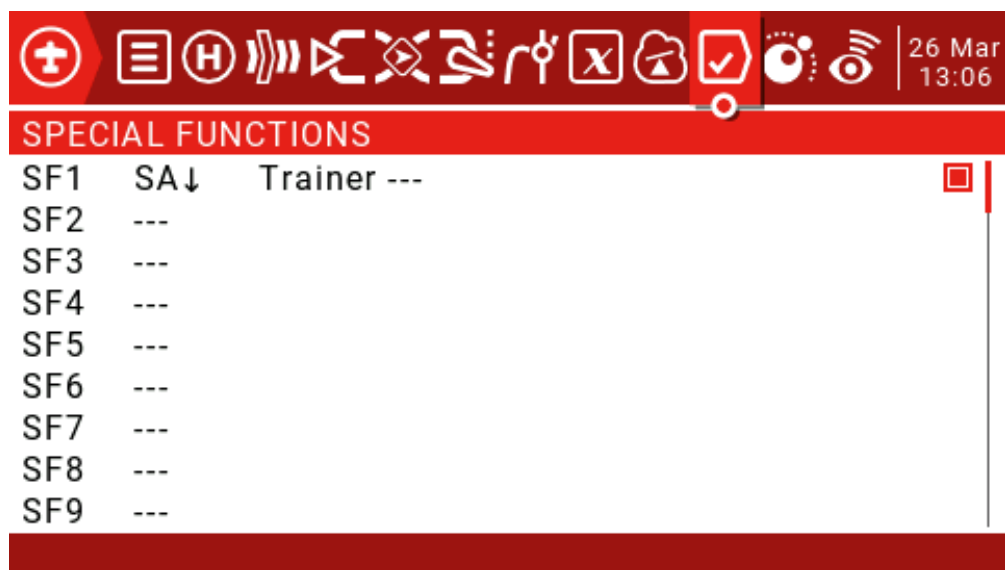 26 Mar
13:06
SPECIAL FUNCTIONS
SF1 SA↓ Trainer ---
SF2 ---
SF3 ---
SF4 ---
SF5 ---
SF6 ---
SF7 ---
SF8 ---
SF9 ---